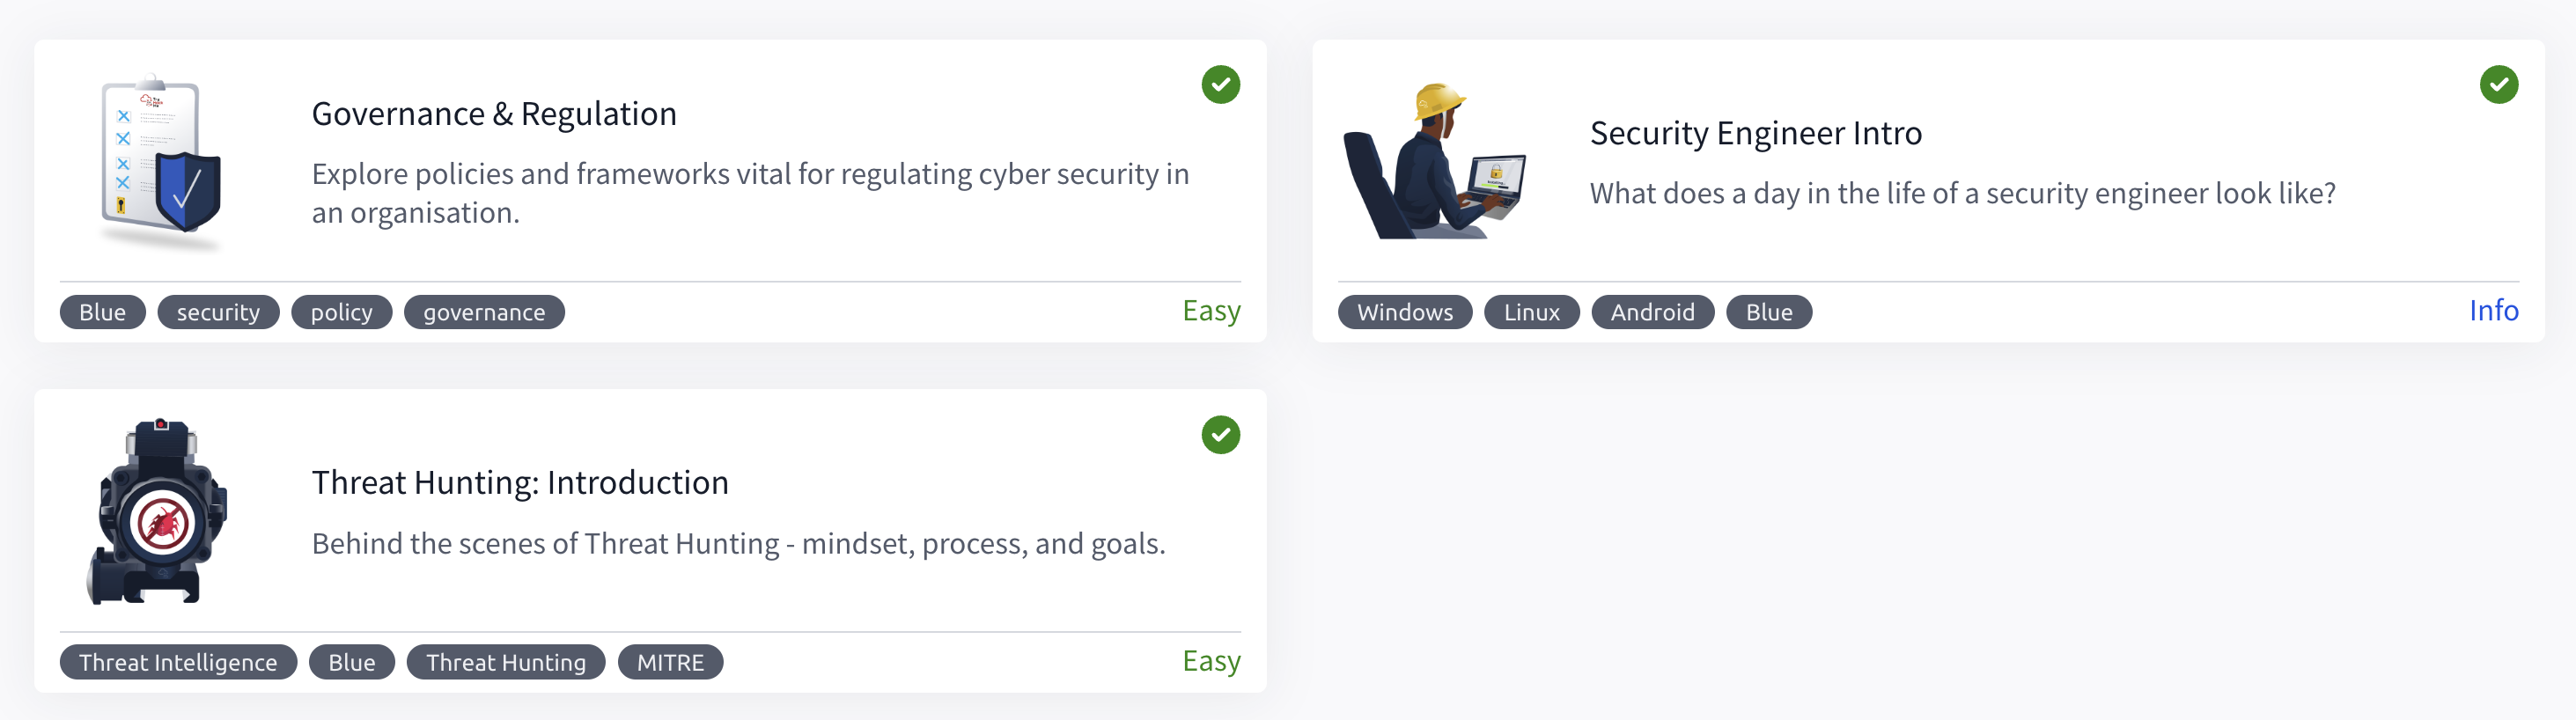 Governance & Regulation
Explore policies and frameworks vital for regulating cyber security in
an organisation.
Blue security policy governance Easy
Security Engineer Intro
What does a day in the life of a security engineer look like?
Windows Linux Android Blue Info
Threat Hunting: Introduction
Behind the scenes of Threat Hunting - mindset, process, and goals.
Threat Intelligence Blue Threat Hunting MITRE Easy